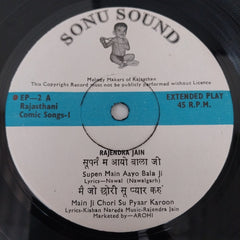 SONU SOUND
Melody Makers of Rajasthan
This Copyright Record must not be publicly performed without licence.
EP-2 A
Rajasthani
Comic Songs-I
EXTENDED PLAY
45 R.P.M.
RAJENDRA JAIN
सूपनं म आयो बाला जी
Supen Main Aayo Bala Ji
Lyrics-Nawal (Nawalgarh)
मैं जो छोरी सू प्यार करूं
Main Ji Chori Su Pyaar Karoon
Lyrics-Kishan Narada Music-Rajendra Jain
Marketed by-AROHI